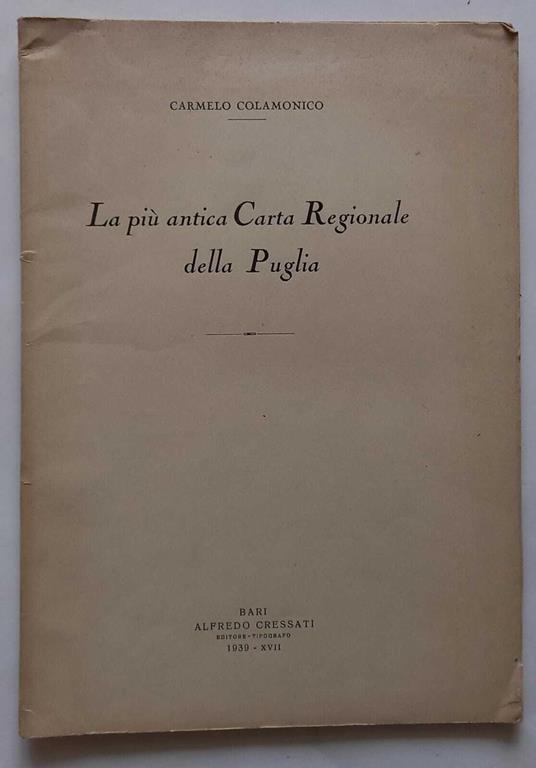 CARMELO COLAMONICO
La più antica Carta Regionale
della Puglia
BARI
ALFREDO CRESSATI
EDITORE-TIPOGRAFO
1939 - XVII